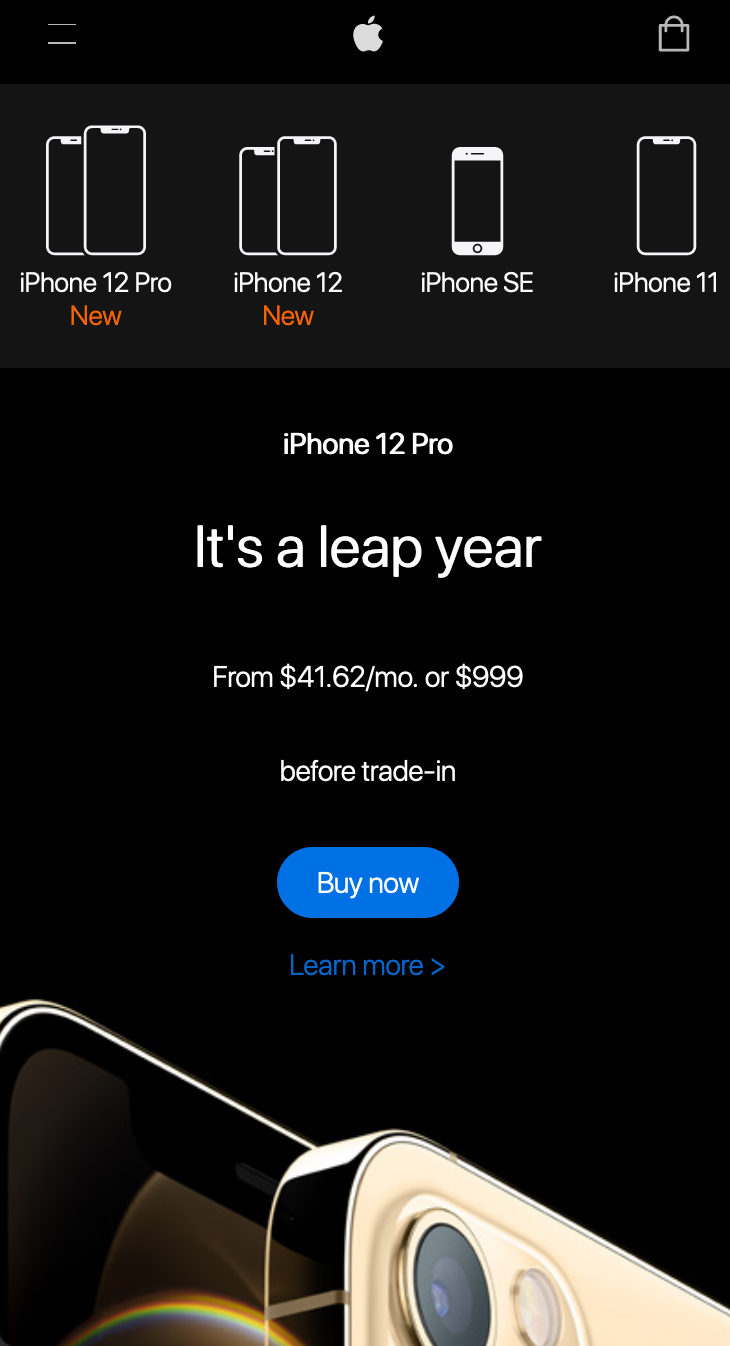 iPhone 12 Pro
New
iPhone 12
New
iPhone SE
iPhone 11
iPhone 12 Pro
It's a leap year
From $41.62/mo. or $999
before trade-in
Buy now
Learn more >